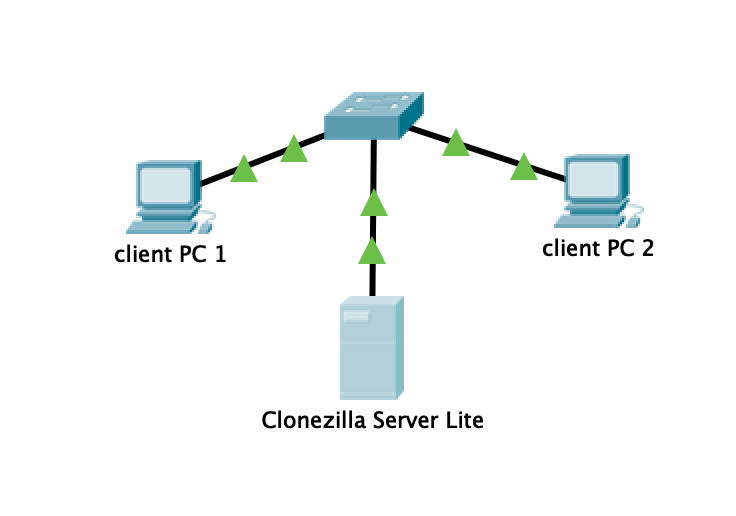 client PC 1
client PC 2
Clonezilla Server Lite